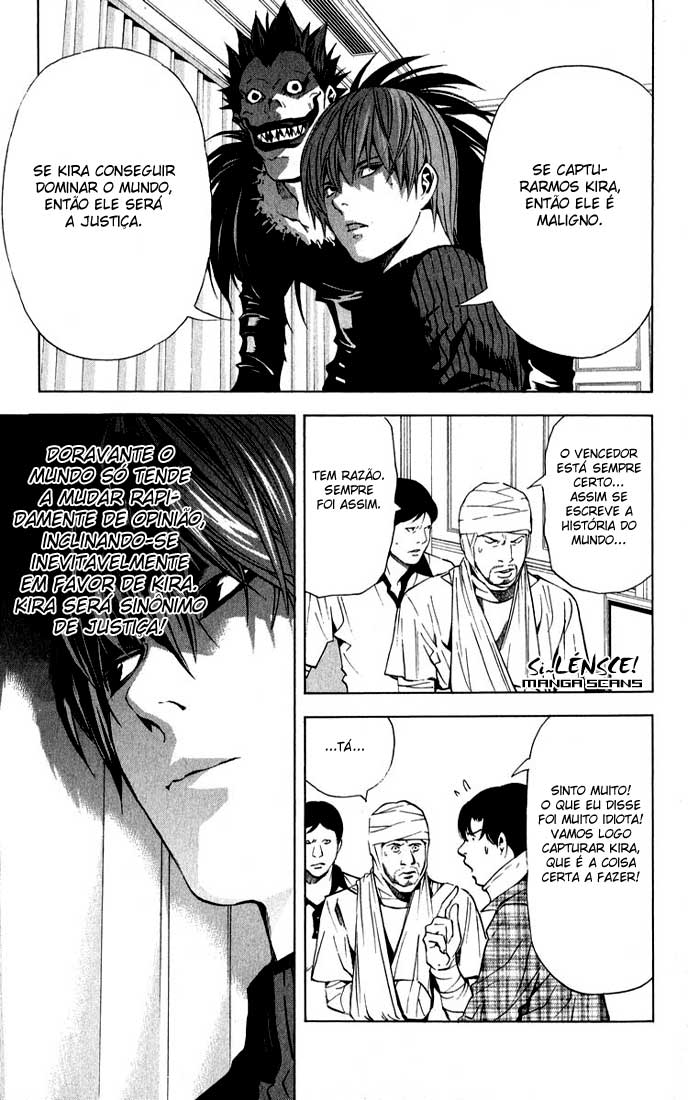 SE CAPTU-
RARMOS KIRA,
ENTÃO ELE É
MALIGNO.
SE KIRA CONSEGUIR
DOMINAR O MUNDO,
ENTÃO ELE SERÁ
A JUSTIÇA.
O VENCEDOR
ESTÁ SEMPRE
CERTO...
ASSIM SE
ESCREVE A
HISTÓRIA DO
MUNDO...
TEM RAZÃO.
SEMPRE
FOI ASSIM.
Si~LÉNSCE!
MANGA SCANS
DORAVANTE O
MUNDO SÓ TENDE
A MUDAR RAPI-
DAMENTE DE OPINIÃO,
INCLINANDO-SE
INEVITAVELMENTE
EM FAVOR DE KIRA.
KIRA SERÁ SINÔNIMO
DE JUSTIÇA!
SINTO MUITO!
O QUE EU DISSE
FOI MUITO IDIOTA!
VAMOS LOGO
CAPTURAR KIRA,
QUE É A COISA
CERTA A FAZER!
...TÁ...